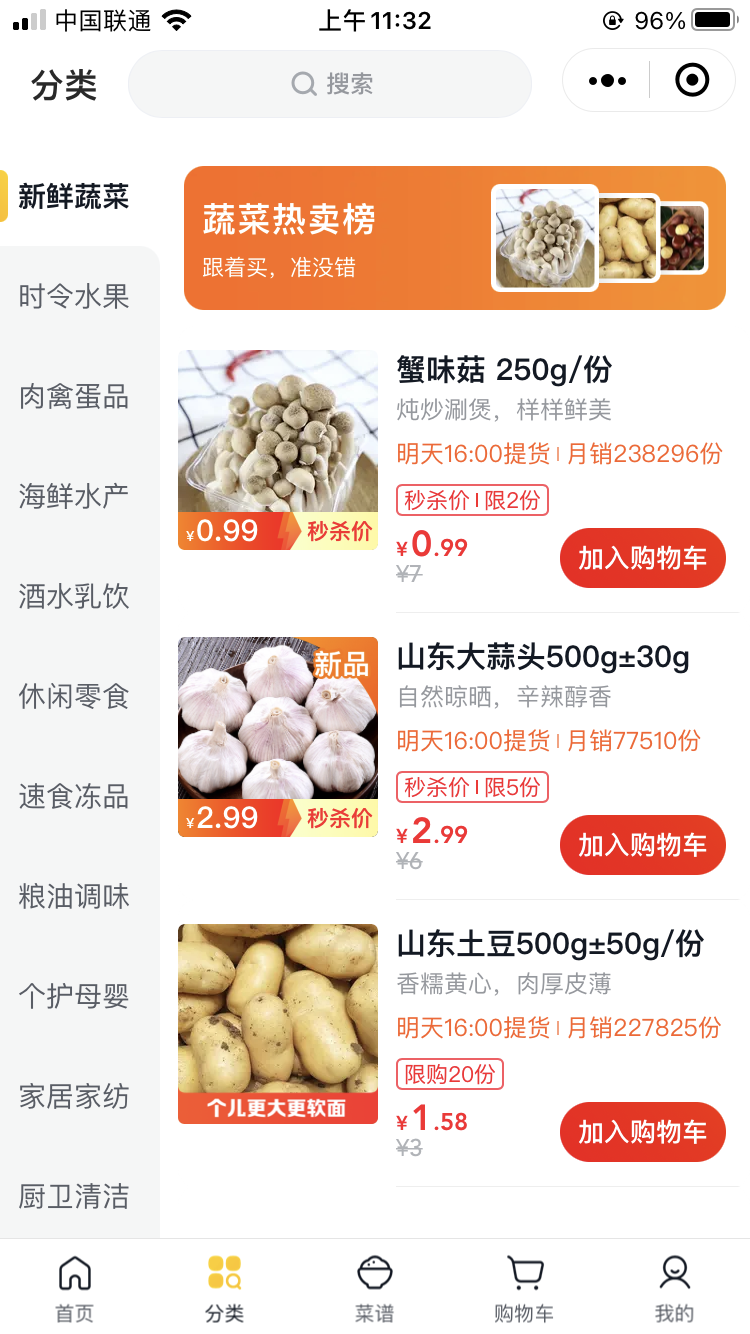 中国联通 上午11:32 96%
分类 搜索
新鲜蔬菜
时令水果
肉禽蛋品
海鲜水产
酒水乳饮
休闲零食
速食冻品
粮油调味
个护母婴
家居家纺
厨卫清洁
蔬菜热卖榜
跟着买，准没错
¥0.99 秒杀价
蟹味菇 250g/份
炖炒涮煲，样样鲜美
明天16:00提货 | 月销238296份
秒杀价 | 限2份
¥0.99
¥7
加入购物车
新品
¥2.99 秒杀价
山东大蒜头500g±30g
自然晾晒，辛辣醇香
明天16:00提货 | 月销77510份
秒杀价 | 限5份
¥2.99
¥6
加入购物车
个儿更大更软面
山东土豆500g±50g/份
香糯黄心，肉厚皮薄
明天16:00提货 | 月销227825份
限购20份
¥1.58
¥3
加入购物车
首页 分类 菜谱 购物车 我的